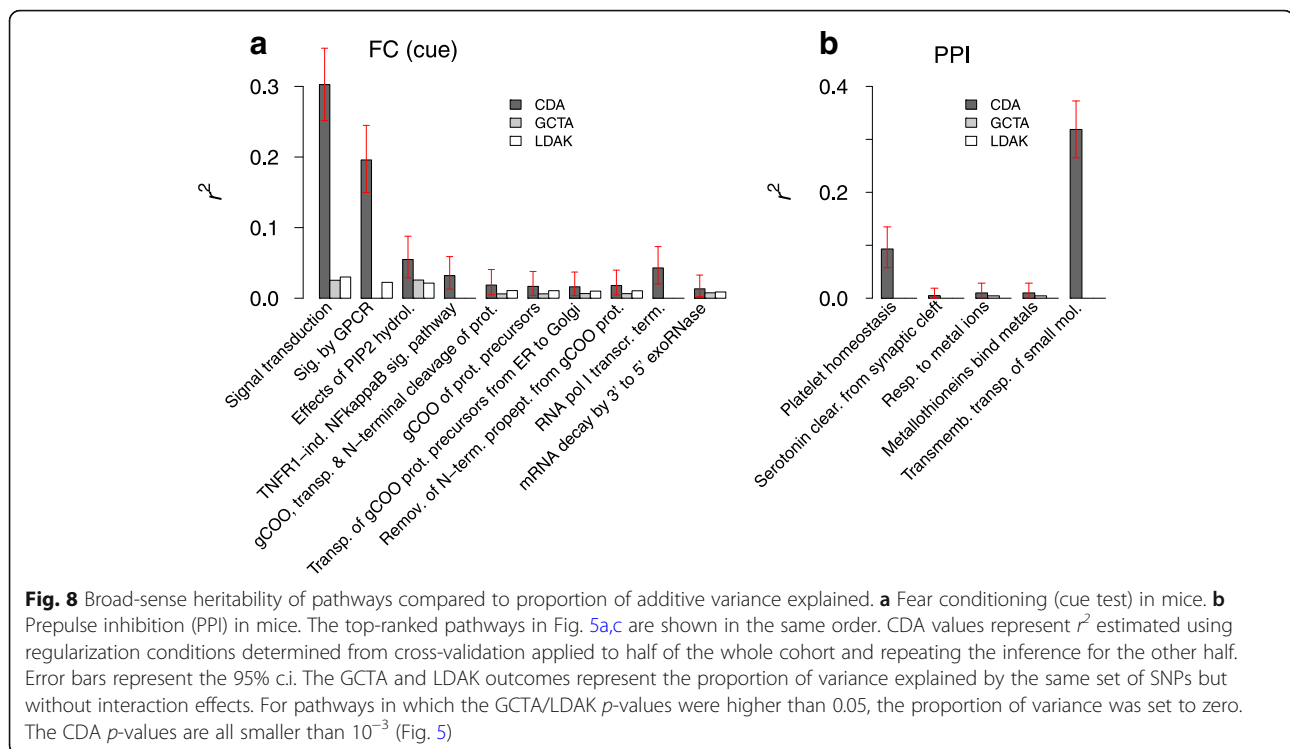 a
FC (cue)
0.3
0.2
0.1
0.0
r²
CDA
GCTA
LDAK
Signal transduction
Sig. by GPCR
Effects of PIP2 hydrol.
TNFR1−ind. NFkappaB sig. pathway
gCOO, transp. & N−terminal cleavage of prot.
gCOO of prot. precursors
Transp. of gCOO prot. precursors from ER to Golgi
Remov. of N−term. propept. from gCOO prot.
RNA pol I transcr. term.
mRNA decay by 3' to 5' exoRNase
b
PPI
0.4
0.2
0.0
r²
CDA
GCTA
LDAK
Platelet homeostasis
Serotonin clear. from synaptic cleft
Resp. to metal ions
Metallothioneins bind metals
Transmemb. transp. of small mol.
Fig. 8 Broad-sense heritability of pathways compared to proportion of additive variance explained. a Fear conditioning (cue test) in mice. b
Prepulse inhibition (PPI) in mice. The top-ranked pathways in Fig. 5a,c are shown in the same order. CDA values represent r² estimated using
regularization conditions determined from cross-validation applied to half of the whole cohort and repeating the inference for the other half.
Error bars represent the 95% c.i. The GCTA and LDAK outcomes represent the proportion of variance explained by the same set of SNPs but
without interaction effects. For pathways in which the GCTA/LDAK p-values were higher than 0.05, the proportion of variance was set to zero.
The CDA p-values are all smaller than 10⁻³ (Fig. 5)